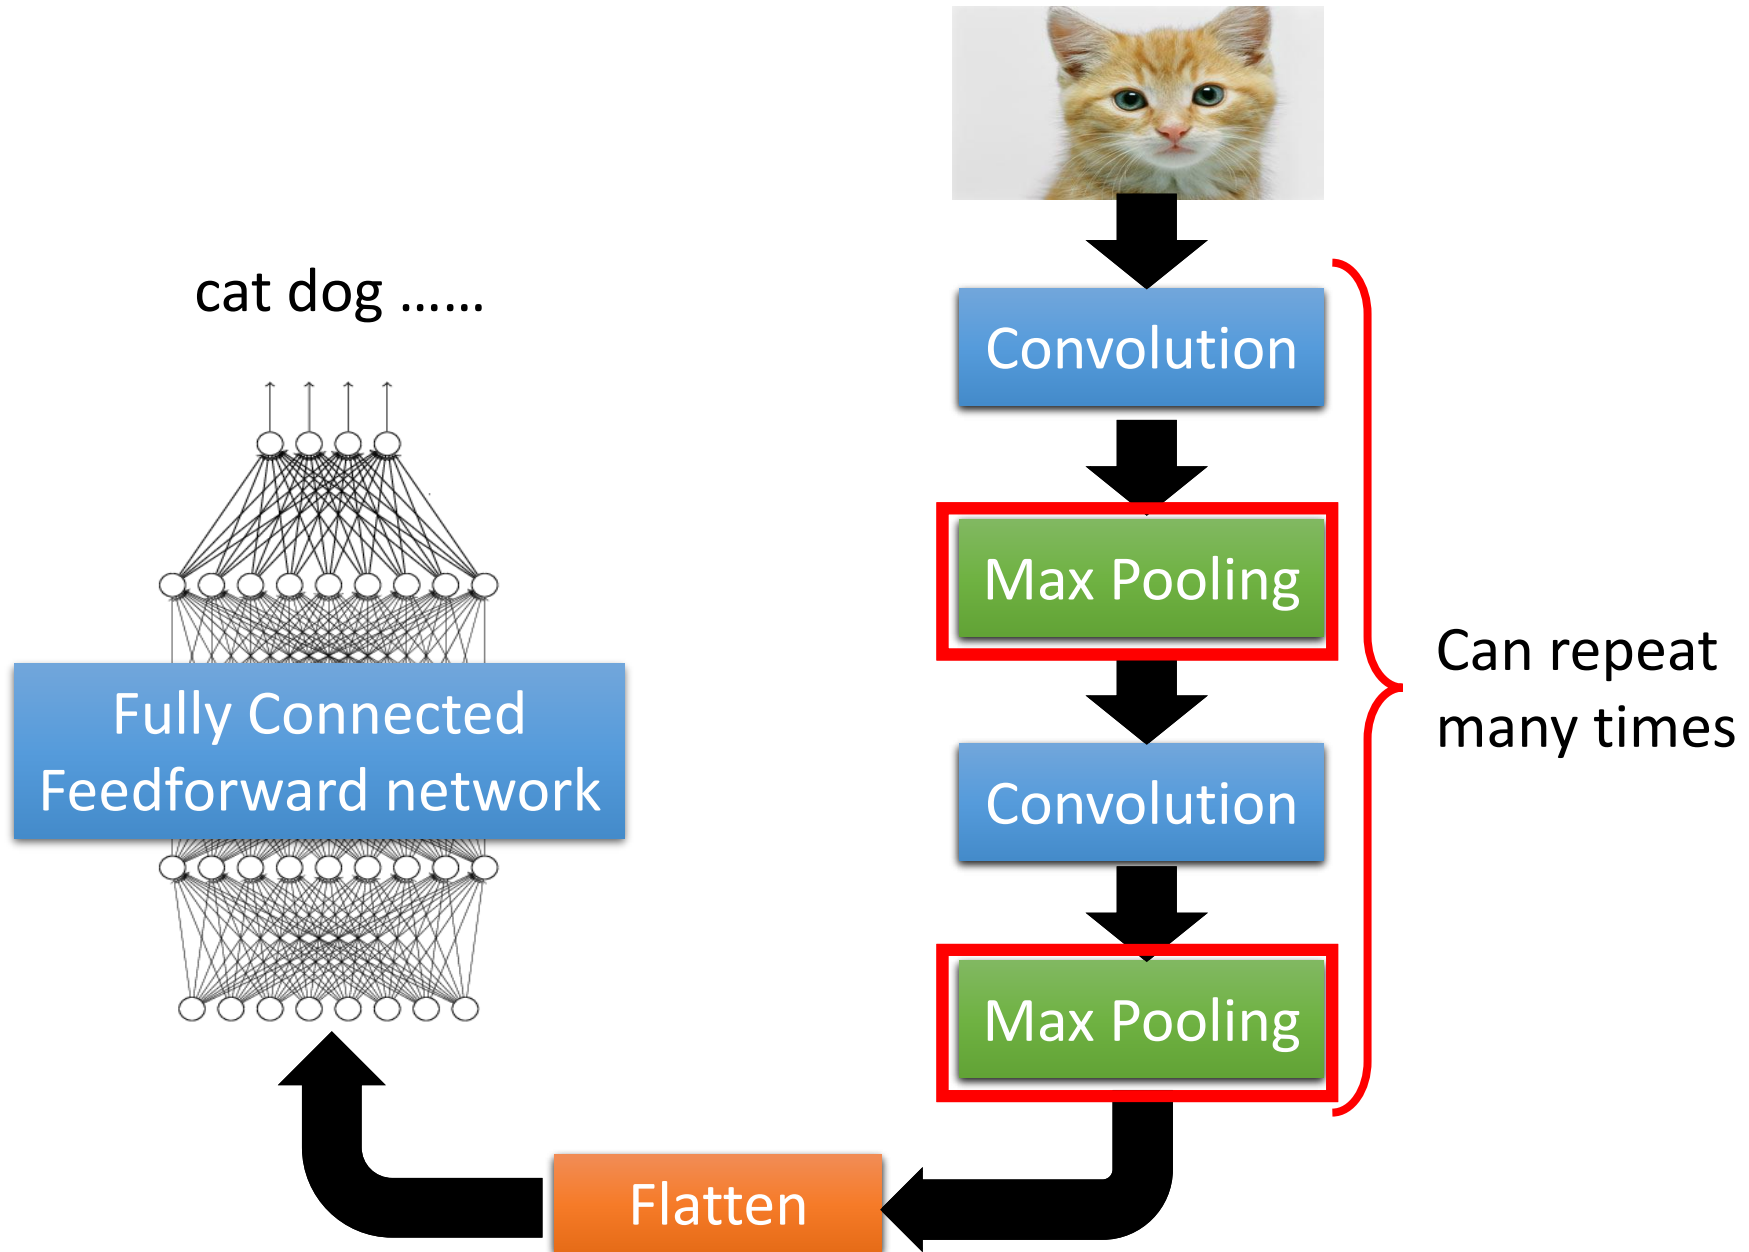 cat dog ……
Convolution
Max Pooling
Convolution
Max Pooling
Can repeat
many times
Flatten
Fully Connected
Feedforward network